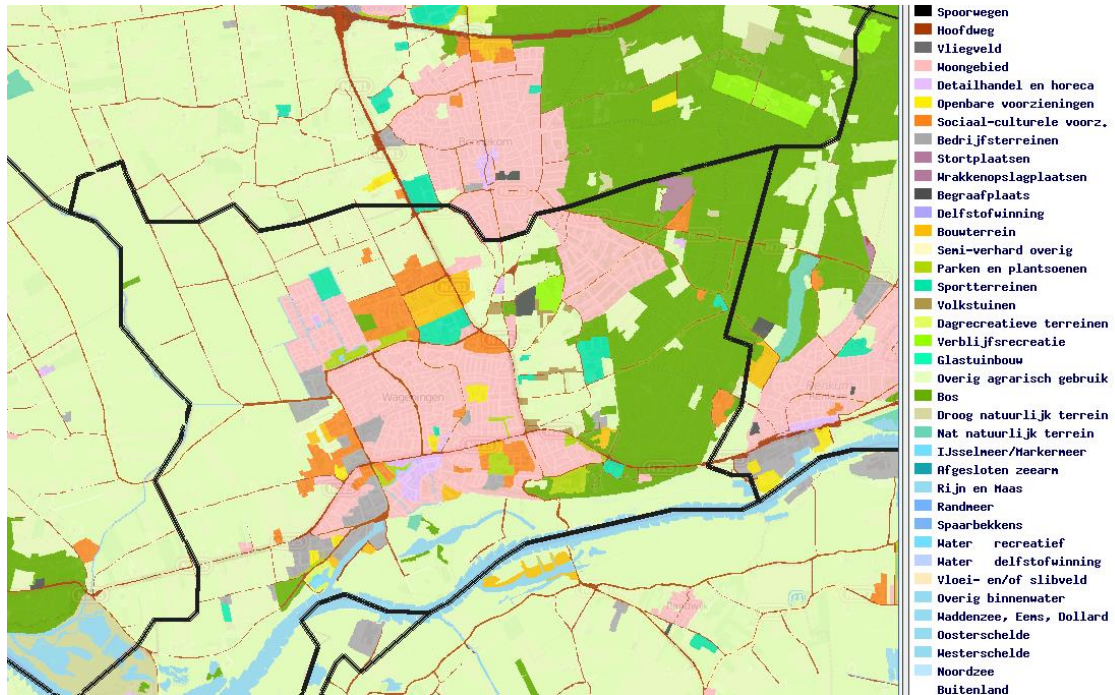 Spoorwegen
Hoofdweg
Vliegveld
Woongebied
Detailhandel en horeca
Openbare voorzieningen
Sociaal-culturele voorz.
Bedrijfsterreinen
Stortplaatsen
Wrakkenopslagplaatsen
Begraafplaats
Delfstofwinning
Bouwterrein
Semi-verhard overig
Parken en plantsoenen
Sportterreinen
Volkstuinen
Dagrecreatieve terreinen
Verblijfsrecreatie
Glastuinbouw
Overig agrarisch gebruik
Bos
Droog natuurlijk terrein
Nat natuurlijk terrein
IJsselmeer/Markermeer
Afgesloten zeearm
Rijn en Maas
Randmeer
Spaarbekkens
Water recreatief
Water delfstofwinning
Vloei- en/of slibveld
Overig binnenwater
Waddenzee, Eems, Dollard
Oosterschelde
Westerschelde
Noordzee
Buitenland
Wageningen